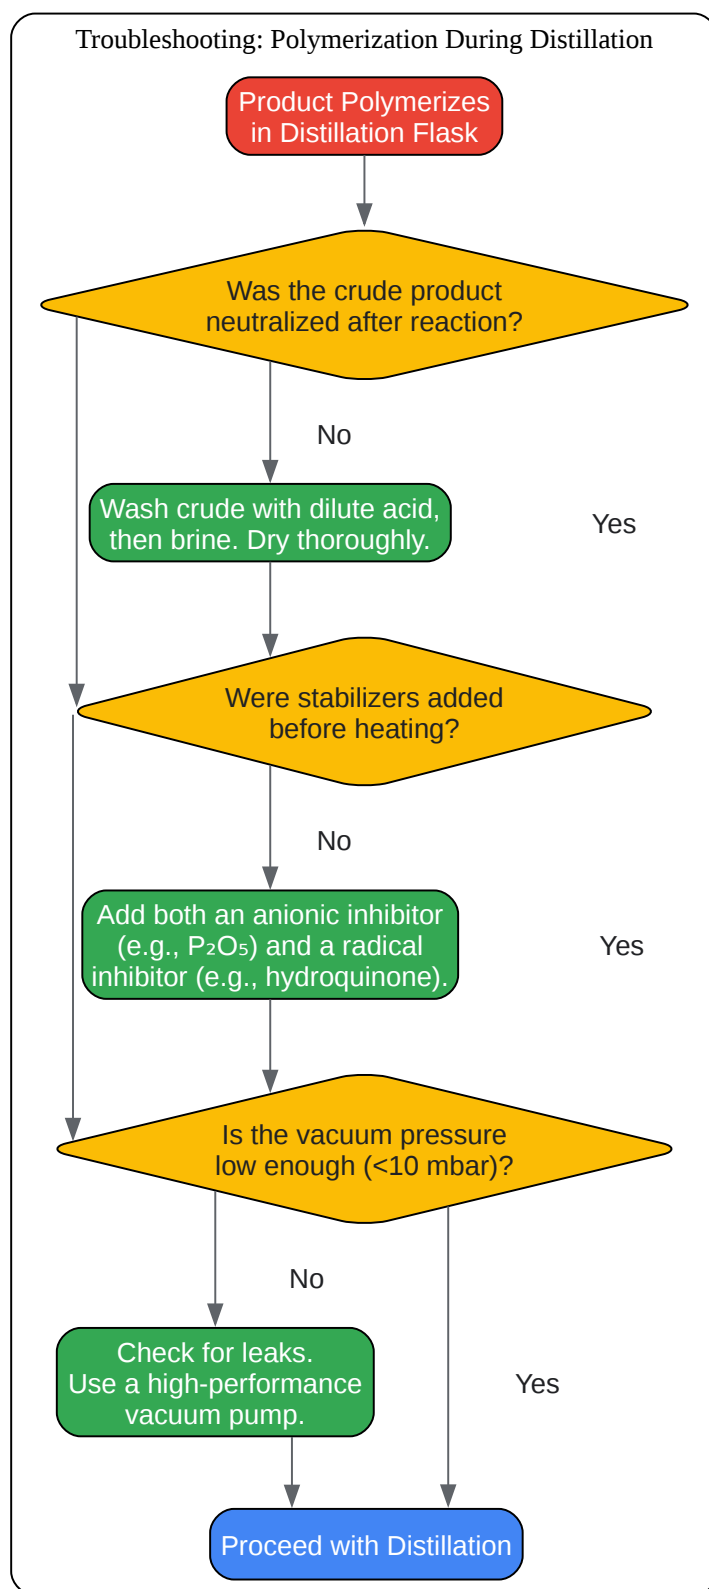 Troubleshooting: Polymerization During Distillation
Product Polymerizes
in Distillation Flask
Was the crude product
neutralized after reaction?
No
Wash crude with dilute acid,
then brine. Dry thoroughly.
Yes
Were stabilizers added
before heating?
No
Add both an anionic inhibitor
(e.g., P₂O₅) and a radical
inhibitor (e.g., hydroquinone).
Yes
Is the vacuum pressure
low enough (<10 mbar)?
No
Check for leaks.
Use a high-performance
vacuum pump.
Yes
Proceed with Distillation